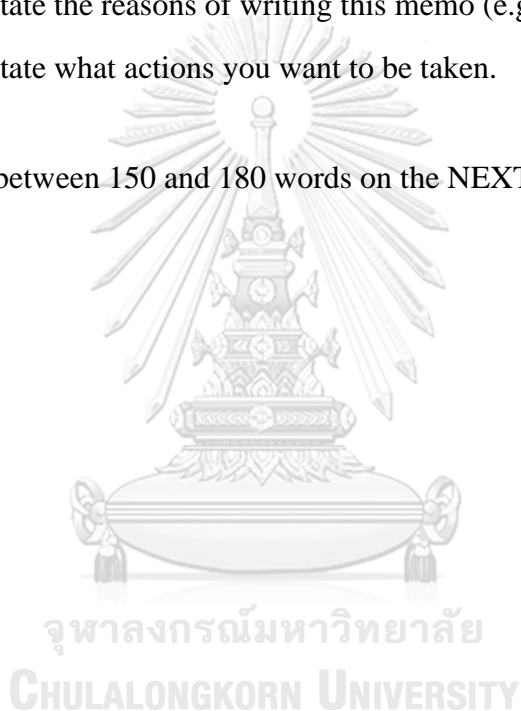 tate the reasons of writing this memo (e.g
tate what actions you want to be taken.
between 150 and 180 words on the NEXT
จุฬาลงกรณ์มหาวิทยาลัย
CHULALONGKORN UNIVERSITY